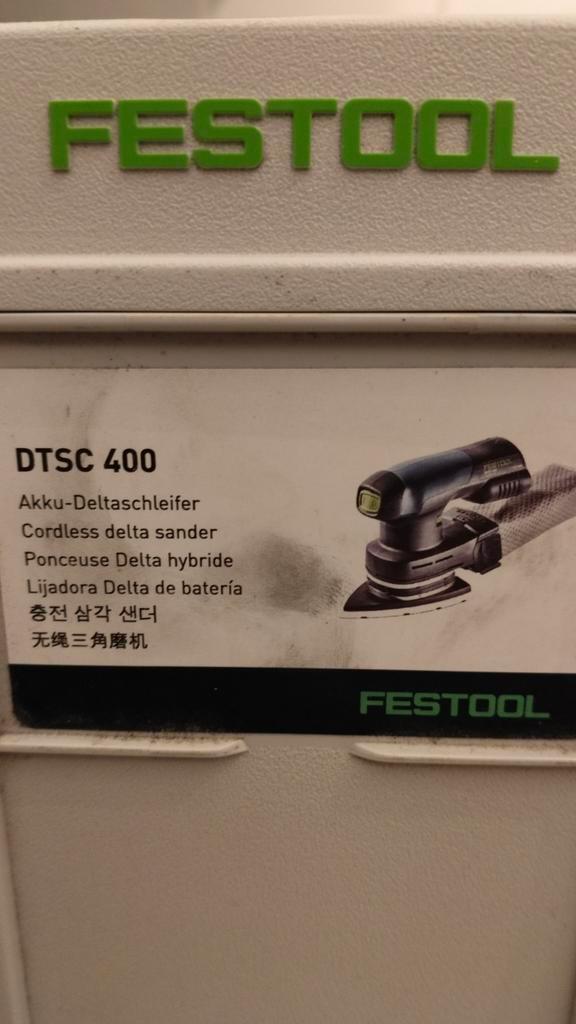 FESTOOL
DTSC 400
Akku-Deltaschleifer
Cordless delta sander
Ponceuse Delta hybride
Lijadora Delta de batería
충전 삼각 샌더
无绳三角磨机
FESTOOL